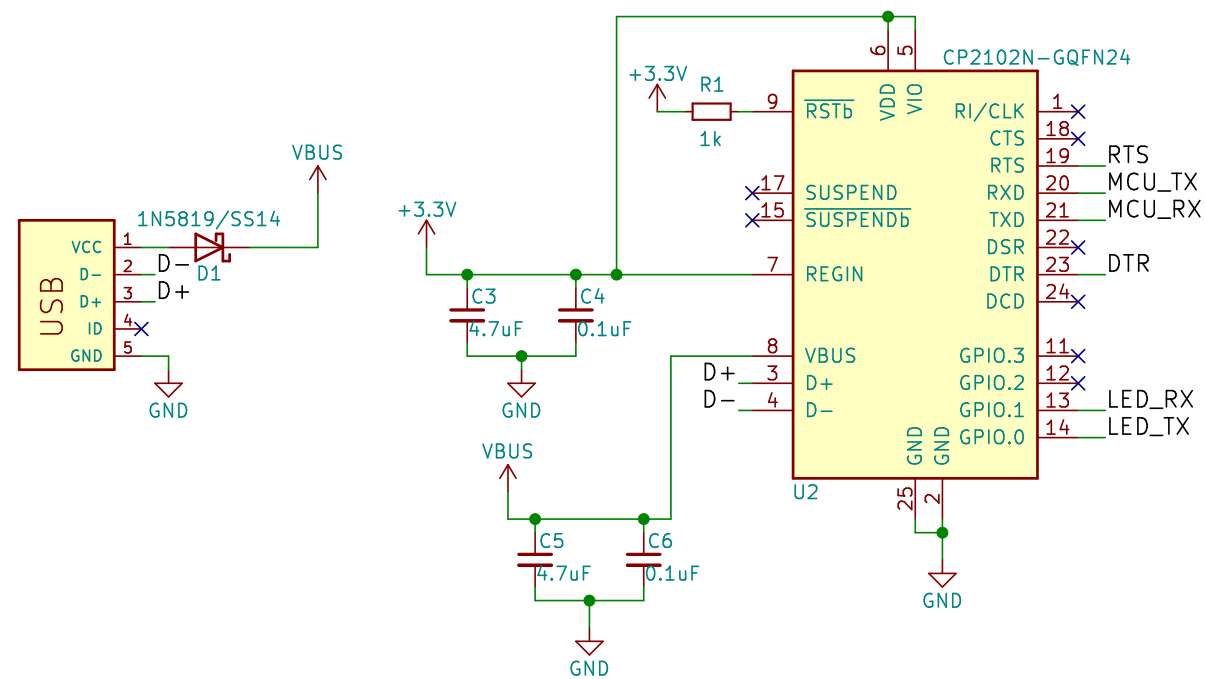 USB
VCC 1
D- 2
D+ 3
ID 4
GND 5
D-
D+
1N5819/SS14
D1
VBUS
GND
+3.3V
C3
4.7uF
C4
0.1uF
GND
VBUS
C5
4.7uF
C6
0.1uF
GND
+3.3V
R1
1k
D+
D-
CP2102N-GQFN24
U2
6 VDD
5 VIO
9 RSTb
17 SUSPEND
15 SUSPENDb
7 REGIN
8 VBUS
3 D+
4 D-
RI/CLK 1
CTS 18
RTS 19 RTS
RXD 20 MCU_TX
TXD 21 MCU_RX
DSR 22
DTR 23 DTR
DCD 24
GPIO.3 11
GPIO.2 12
GPIO.1 13 LED_RX
GPIO.0 14 LED_TX
GND 25
GND 2
GND